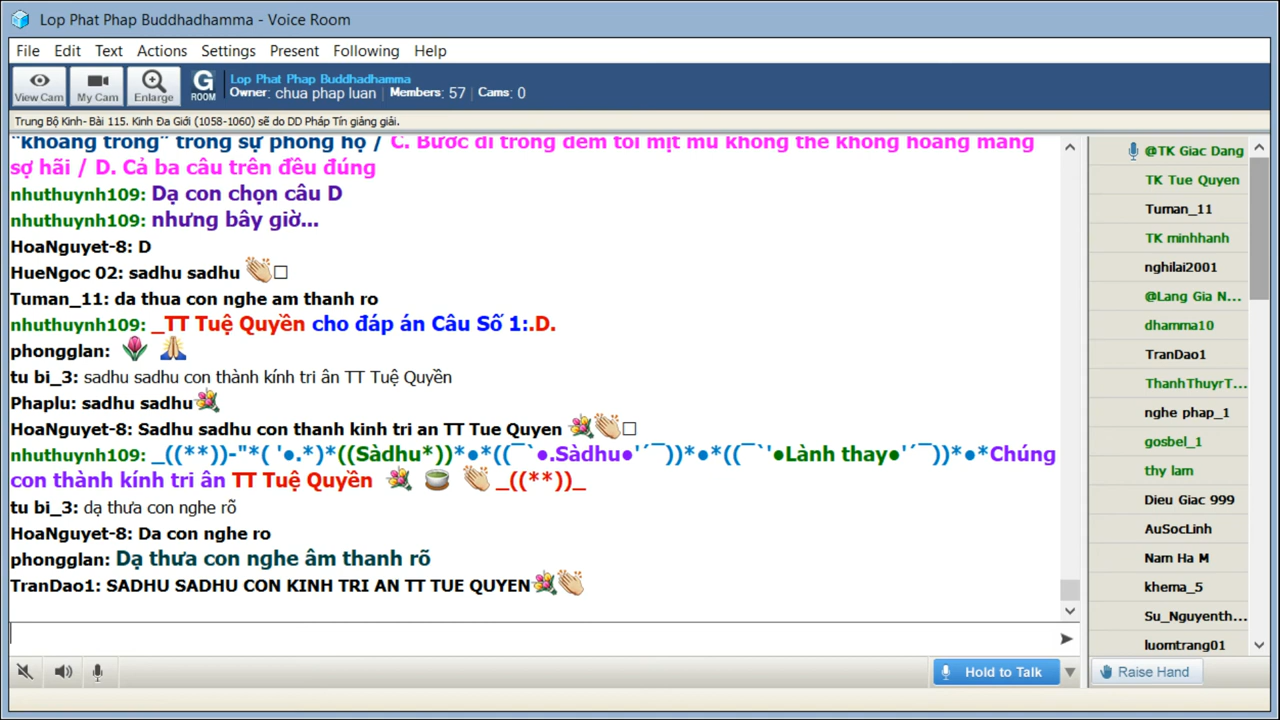 Lop Phat Phap Buddhadhamma - Voice Room
File Edit Text Actions Settings Present Following Help
View Cam My Cam Enlarge G ROOM
Lop Phat Phap Buddhadhamma
Owner: chua phap luan Members: 57 Cams: 0
Trung Bộ Kinh- Bài 115. Kinh Đa Giới (1058-1060) sẽ do DD Pháp Tín giảng giải.
"khoảng trống" trong sự phòng hộ / C. Bước đi trong đêm tối mịt mù không thể không hoang mang
sợ hãi / D. Cả ba câu trên đều đúng
nhuthuynh109: Dạ con chọn câu D
nhuthuynh109: nhưng bây giờ...
HoaNguyet-8: D
HueNgoc 02: sadhu sadhu
Tuman_11: da thua con nghe am thanh ro
nhuthuynh109: _TT Tuệ Quyền cho đáp án Câu Số 1:.D.
phongglan:
tu bi_3: sadhu sadhu con thành kính tri ân TT Tuệ Quyền
Phaplu: sadhu sadhu
HoaNguyet-8: Sadhu sadhu con thanh kinh tri an TT Tue Quyen
nhuthuynh109: _((**))-"*( '●.*)*((Sàdhu*))*●*((¯`●.Sàdhu●'´¯))*●*((¯`'●Lành thay●'´¯))*●*Chúng
con thành kính tri ân TT Tuệ Quyền _((**))_
tu bi_3: dạ thưa con nghe rõ
HoaNguyet-8: Da con nghe ro
phongglan: Dạ thưa con nghe âm thanh rõ
TranDao1: SADHU SADHU CON KINH TRI AN TT TUE QUYEN
@TK Giac Dang
TK Tue Quyen
Tuman_11
TK minhhanh
nghilai2001
@Lang Gia N...
dhamma10
TranDao1
ThanhThuyrT...
nghe phap_1
gosbel_1
thy lam
Dieu Giac 999
AuSocLinh
Nam Ha M
khema_5
Su_Nguyenth...
luomtrang01
Hold to Talk
Raise Hand